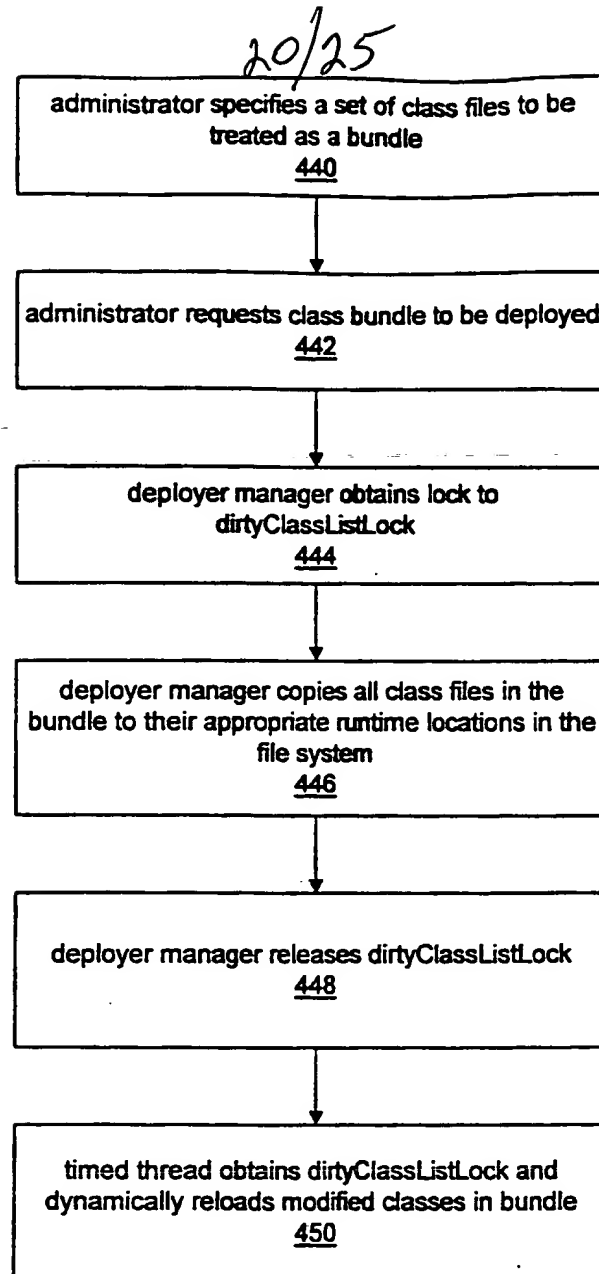 20/25
administrator specifies a set of class files to be
treated as a bundle
440
administrator requests class bundle to be deployed
442
deployer manager obtains lock to
dirtyClassListLock
444
deployer manager copies all class files in the
bundle to their appropriate runtime locations in the
file system
446
deployer manager releases dirtyClassListLock
448
timed thread obtains dirtyClassListLock and
dynamically reloads modified classes in bundle
450